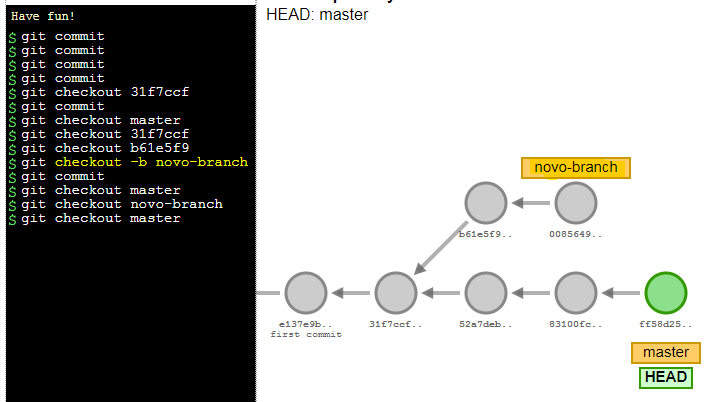 Have fun!
$ git commit
$ git commit
$ git commit
$ git commit
$ git checkout 31f7ccf
$ git commit
$ git checkout master
$ git checkout 31f7ccf
$ git checkout b61e5f9
$ git checkout -b novo-branch
$ git commit
$ git checkout master
$ git checkout novo-branch
$ git checkout master
HEAD: master
novo-branch
b61e5f9.. 0085649..
e137e9b.. 31f7ccf.. 52a7deb.. 83100fc.. ff58d25..
first commit
master
HEAD